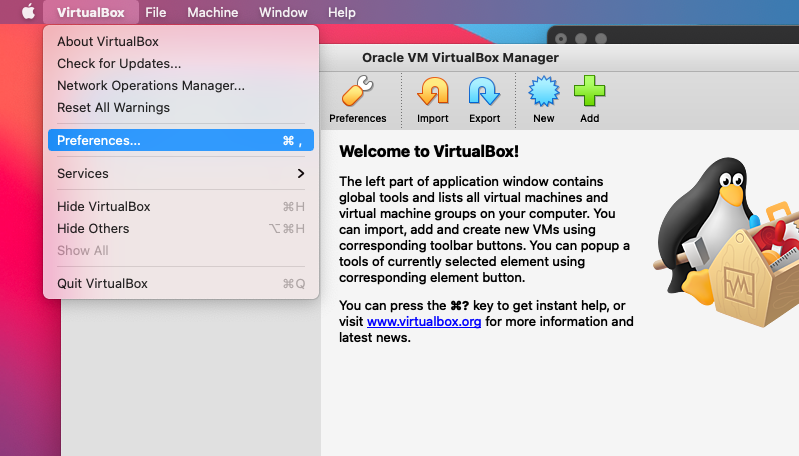 VirtualBox File Machine Window Help
About VirtualBox
Check for Updates...
Network Operations Manager...
Reset All Warnings
Preferences... ⌘ ,
Services
Hide VirtualBox ⌘H
Hide Others ⌥⌘H
Show All
Quit VirtualBox ⌘Q
Oracle VM VirtualBox Manager
Preferences Import Export New Add
Welcome to VirtualBox!
The left part of application window contains
global tools and lists all virtual machines and
virtual machine groups on your computer. You
can import, add and create new VMs using
corresponding toolbar buttons. You can popup a
tools of currently selected element using
corresponding element button.
You can press the ⌘? key to get instant help, or
visit www.virtualbox.org for more information and
latest news.